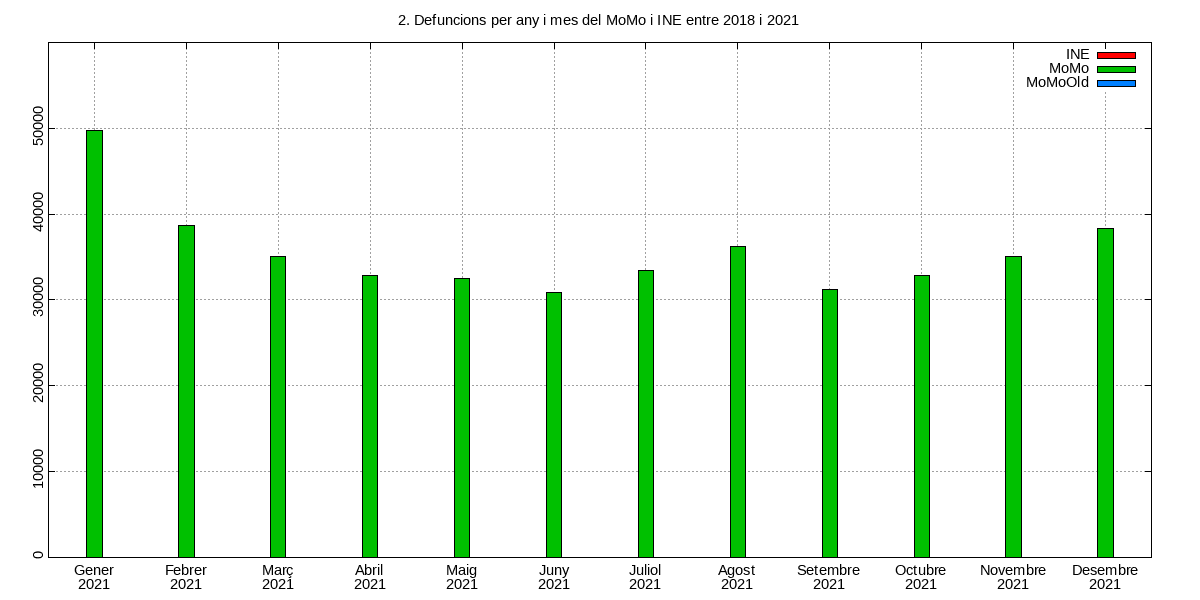 2. Defuncions per any i mes del MoMo i INE entre 2018 i 2021
INE
MoMo
MoMoOld
50000
40000
30000
20000
10000
0
Gener Febrer Març Abril Maig Juny Juliol Agost Setembre Octubre Novembre Desembre
2021 2021 2021 2021 2021 2021 2021 2021 2021 2021 2021 2021